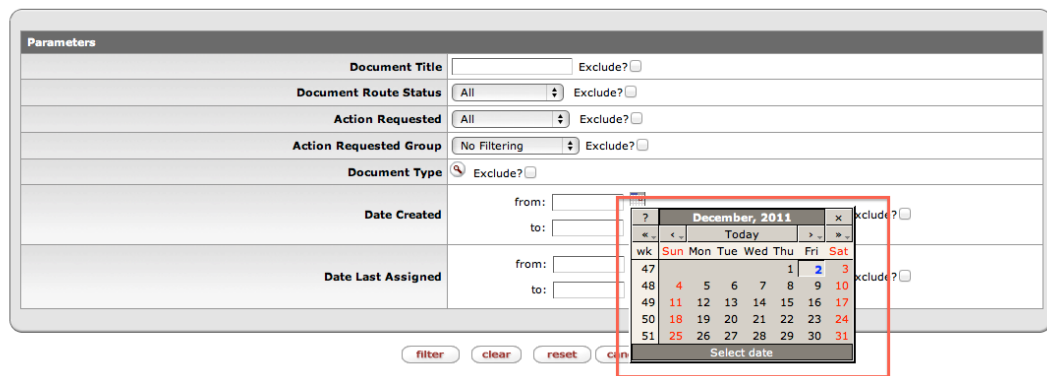 Parameters
Document Title Exclude?
Document Route Status All Exclude?
Action Requested All Exclude?
Action Requested Group No Filtering Exclude?
Document Type Exclude?
Date Created from: to: xclude?
Date Last Assigned from: to: xclude?
? December, 2011 ×
« ‹ Today › »
wk Sun Mon Tue Wed Thu Fri Sat
47 1 2 3
48 4 5 6 7 8 9 10
49 11 12 13 14 15 16 17
50 18 19 20 21 22 23 24
51 25 26 27 28 29 30 31
Select date
filter clear reset can